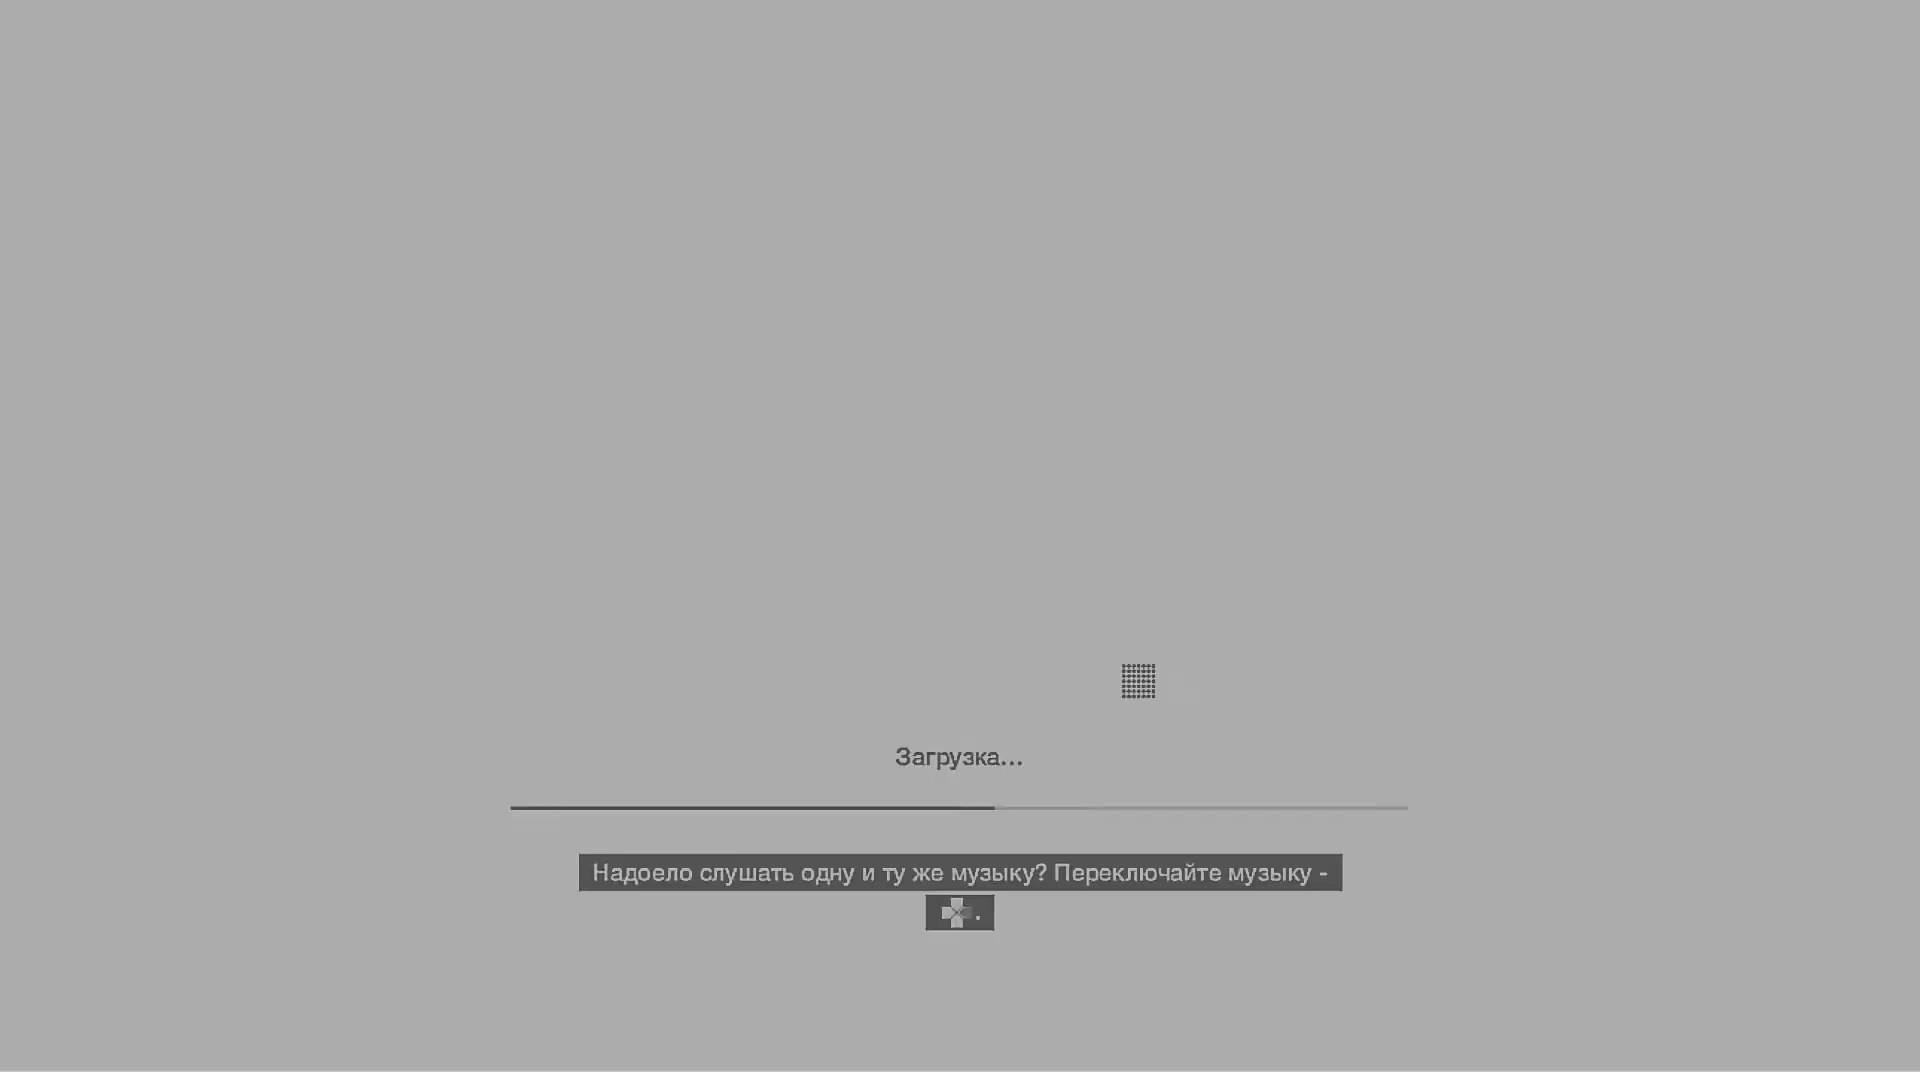 Загрузка...
Надоело слушать одну и ту же музыку? Переключайте музыку -
.